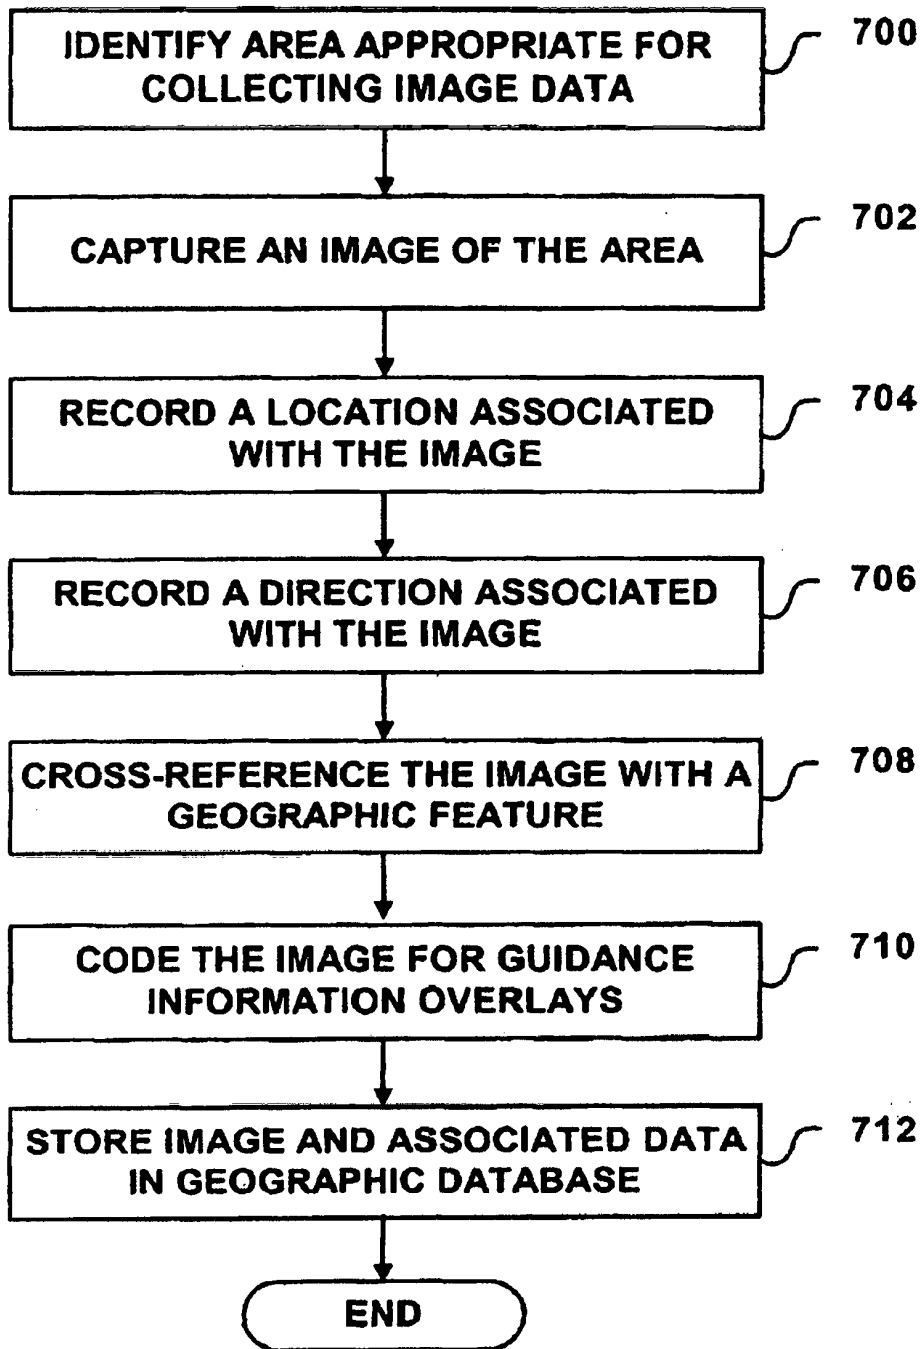 IDENTIFY AREA APPROPRIATE FOR
COLLECTING IMAGE DATA
700
CAPTURE AN IMAGE OF THE AREA
702
RECORD A LOCATION ASSOCIATED
WITH THE IMAGE
704
RECORD A DIRECTION ASSOCIATED
WITH THE IMAGE
706
CROSS-REFERENCE THE IMAGE WITH A
GEOGRAPHIC FEATURE
708
CODE THE IMAGE FOR GUIDANCE
INFORMATION OVERLAYS
710
STORE IMAGE AND ASSOCIATED DATA
IN GEOGRAPHIC DATABASE
712
END